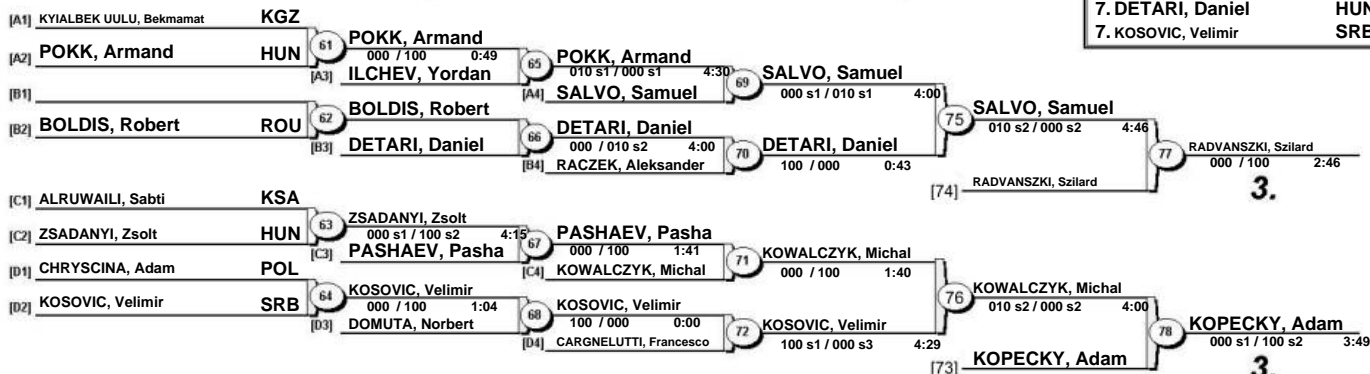 7. DETARI, Daniel HUN
7. KOSOVIC, Velimir SRB
[A1] KYIALBEK UULU, Bekmamat KGZ
[A2] POKK, Armand HUN
61
POKK, Armand
000 / 100 0:49
[A3] ILCHEV, Yordan
65
POKK, Armand
010 s1 / 000 s1 4:30
[A4] SALVO, Samuel
69
SALVO, Samuel
000 s1 / 010 s1 4:00
[B1]
[B2] BOLDIS, Robert ROU
62
BOLDIS, Robert
[B3] DETARI, Daniel
66
DETARI, Daniel
000 / 010 s2 4:00
[B4] RACZEK, Aleksander
70
DETARI, Daniel
100 / 000 0:43
75
SALVO, Samuel
010 s2 / 000 s2 4:46
[74] RADVANSZKI, Szilard
77
RADVANSZKI, Szilard
000 / 100 2:46
3.
[C1] ALRUWAILI, Sabti KSA
[C2] ZSADANYI, Zsolt HUN
63
ZSADANYI, Zsolt
000 s1 / 100 s2 4:15
[C3] PASHAEV, Pasha
67
PASHAEV, Pasha
000 / 100 1:41
[C4] KOWALCZYK, Michal
71
KOWALCZYK, Michal
000 / 100 1:40
[D1] CHRYSCINA, Adam POL
[D2] KOSOVIC, Velimir SRB
64
KOSOVIC, Velimir
000 / 100 1:04
[D3] DOMUTA, Norbert
68
KOSOVIC, Velimir
100 / 000 0:00
[D4] CARGNELUTTI, Francesco
72
KOSOVIC, Velimir
100 s1 / 000 s3 4:29
76
KOWALCZYK, Michal
010 s2 / 000 s2 4:00
[73] KOPECKY, Adam
78
KOPECKY, Adam
000 s1 / 100 s2 3:49
3.